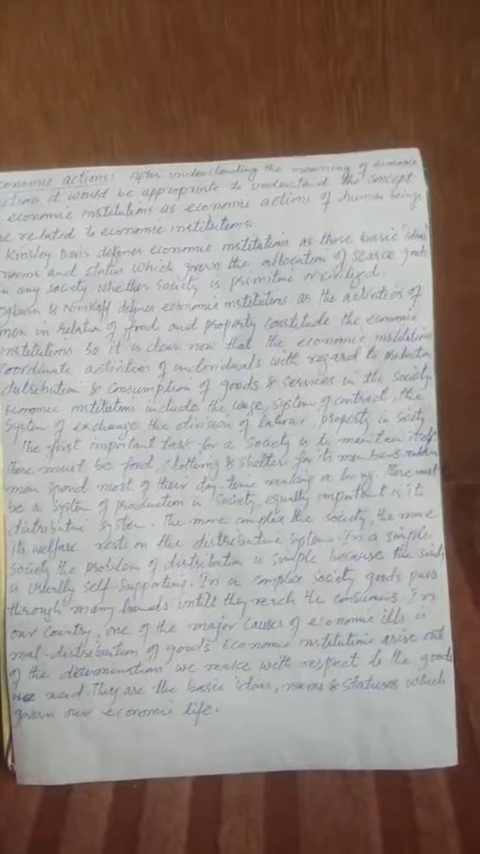 onomic actions: After understanding the meaning of economic
actions it would be appropriate to understand the concept
economic institutions as economic actions of human beings
re related to economic institutions.
Kinsley Davis defines economic institutions as those basic ideas
norms and status which govern the allocation of scarce goods
in any society. Whether society is primitive or civilized.
ogburn & Nimkoff defines economic institutions as the activities of
men in relation of food and property constitude the economic
institutions so it is clear now that the economic institutions
coordinate activities of individuals with regard to production
distribution & consumption of goods & services in the society
Economic institutions include the wage, system of contract, the
system of exchange the division of labour property in society
The first important task for a society is to maintain itself
There must be food, clothing & shelter for its members
men spend most of their day-time making a living. There must
be a system of production in society, equally important is it
distributive system. The more complex the society, the more
its welfare rests on the distributive system. In a simple
society the problem of distribution is simple because the society
is usually self-supporting. In a complex society goods pass
through many hands untill they reach the consumers. In
our country, one of the major causes of economic ills is
mal-distribution of goods. Economic institutions arise out
of the determinations we make with respect to the goods
we need. They are the basic ideas, norms & statuses which
govern our economic life.